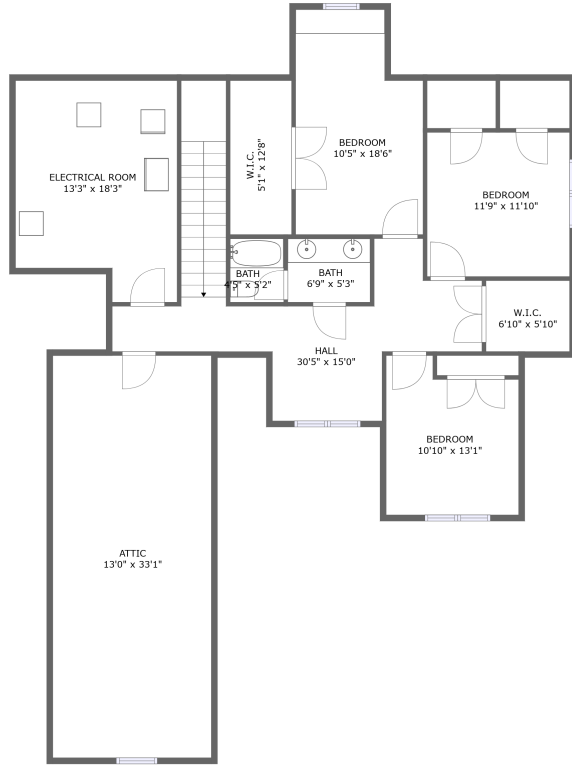 BEDROOM
10'5" x 18'6"
W.I.C.
5'1" x 12'8"
ELECTRICAL ROOM
13'3" x 18'3"
BEDROOM
11'9" x 11'10"
BATH
4'5" x 5'2"
BATH
6'9" x 5'3"
W.I.C.
6'10" x 5'10"
HALL
30'5" x 15'0"
BEDROOM
10'10" x 13'1"
ATTIC
13'0" x 33'1"